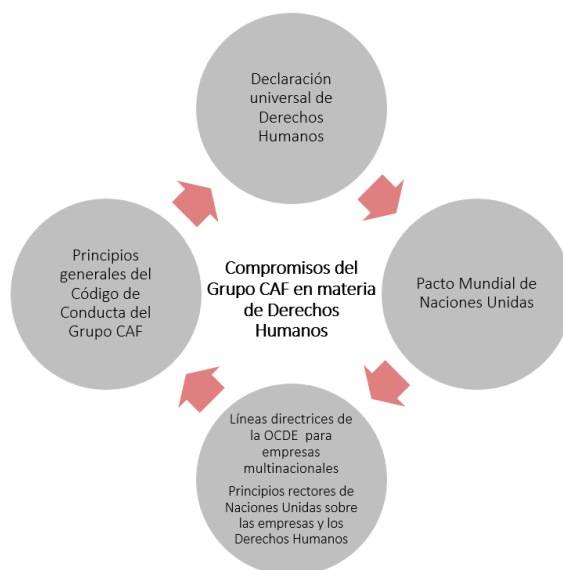 Declaración
universal de
Derechos
Humanos
Principios
generales del
Código de
Conducta del
Grupo CAF
Compromisos del
Grupo CAF en materia
de Derechos
Humanos
Pacto Mundial de
Naciones Unidas
Líneas directrices de
la OCDE para
empresas
multinacionales
Principios rectores de
Naciones Unidas sobre
las empresas y los
Derechos Humanos